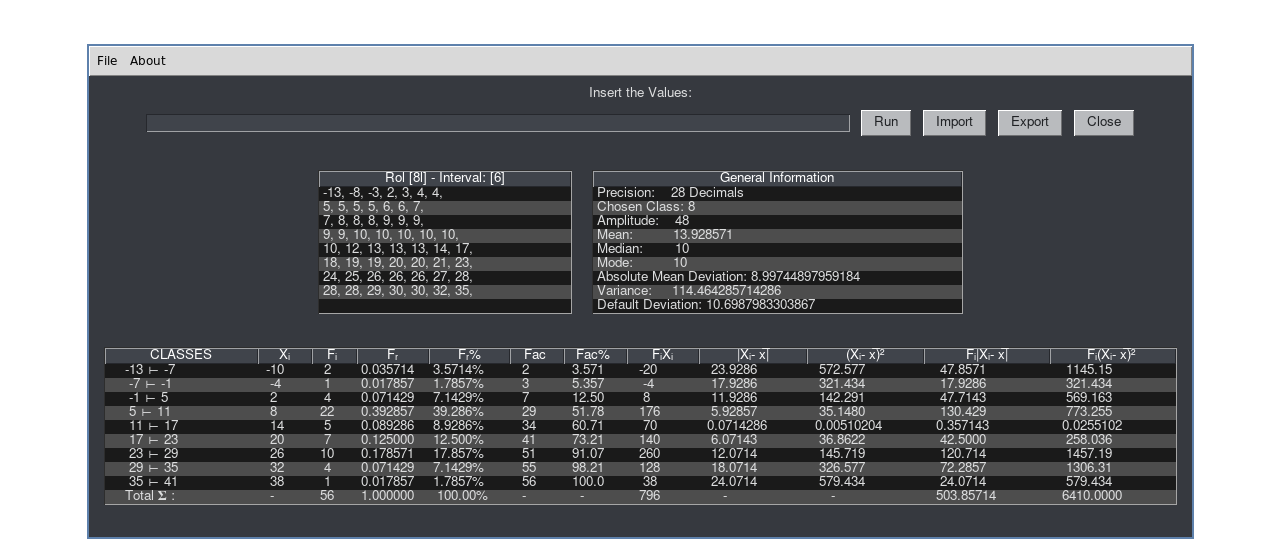 File About
Insert the Values:
Run Import Export Close
Rol [8l] - Interval: [6]
-13, -8, -3, 2, 3, 4, 4,
5, 5, 5, 5, 6, 6, 7,
7, 8, 8, 8, 9, 9, 9,
9, 9, 10, 10, 10, 10, 10,
10, 12, 13, 13, 13, 14, 17,
18, 19, 19, 20, 20, 21, 23,
24, 25, 26, 26, 26, 27, 28,
28, 28, 29, 30, 30, 32, 35,
General Information
Precision: 28 Decimals
Chosen Class: 8
Amplitude: 48
Mean: 13.928571
Median: 10
Mode: 10
Absolute Mean Deviation: 8.99744897959184
Variance: 114.464285714286
Default Deviation: 10.6987983303867
CLASSES Xᵢ Fᵢ Fᵣ Fᵣ% Fac Fac% FᵢXᵢ |Xᵢ- x̅| (Xᵢ- x̅)² Fᵢ|Xᵢ- x̅| Fᵢ(Xᵢ- x̅)²
-13 ⊢ -7 -10 2 0.035714 3.5714% 2 3.571 -20 23.9286 572.577 47.8571 1145.15
-7 ⊢ -1 -4 1 0.017857 1.7857% 3 5.357 -4 17.9286 321.434 17.9286 321.434
-1 ⊢ 5 2 4 0.071429 7.1429% 7 12.50 8 11.9286 142.291 47.7143 569.163
5 ⊢ 11 8 22 0.392857 39.286% 29 51.78 176 5.92857 35.1480 130.429 773.255
11 ⊢ 17 14 5 0.089286 8.9286% 34 60.71 70 0.0714286 0.00510204 0.357143 0.0255102
17 ⊢ 23 20 7 0.125000 12.500% 41 73.21 140 6.07143 36.8622 42.5000 258.036
23 ⊢ 29 26 10 0.178571 17.857% 51 91.07 260 12.0714 145.719 120.714 1457.19
29 ⊢ 35 32 4 0.071429 7.1429% 55 98.21 128 18.0714 326.577 72.2857 1306.31
35 ⊢ 41 38 1 0.017857 1.7857% 56 100.0 38 24.0714 579.434 24.0714 579.434
Total Σ : - 56 1.000000 100.00% - - 796 - - 503.85714 6410.0000